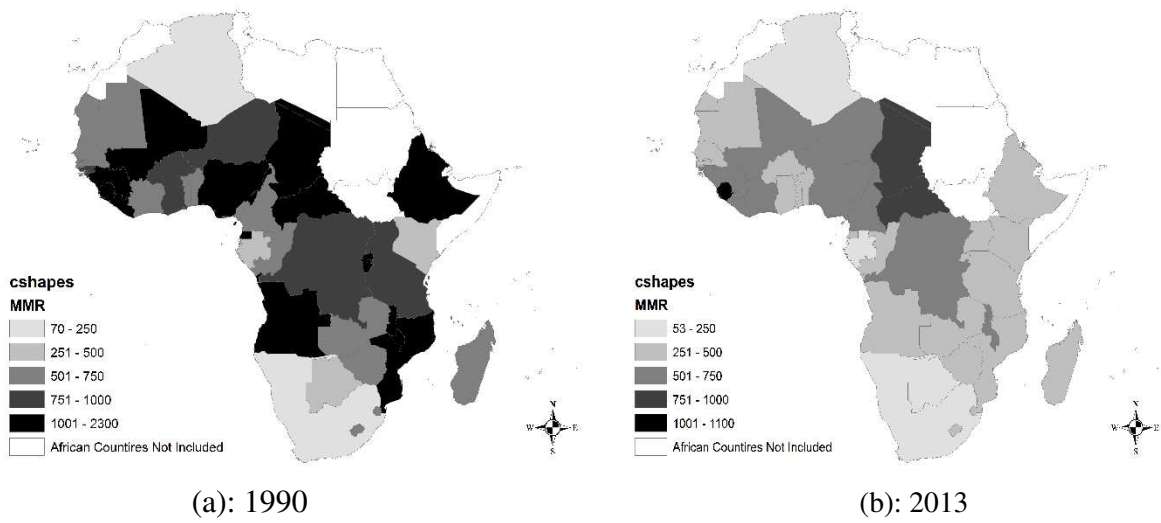 cshapes
MMR
70 - 250
251 - 500
501 - 750
751 - 1000
1001 - 2300
African Countires Not Included
N
W E
S
(a): 1990
cshapes
MMR
53 - 250
251 - 500
501 - 750
751 - 1000
1001 - 1100
African Countires Not Included
N
W E
S
(b): 2013